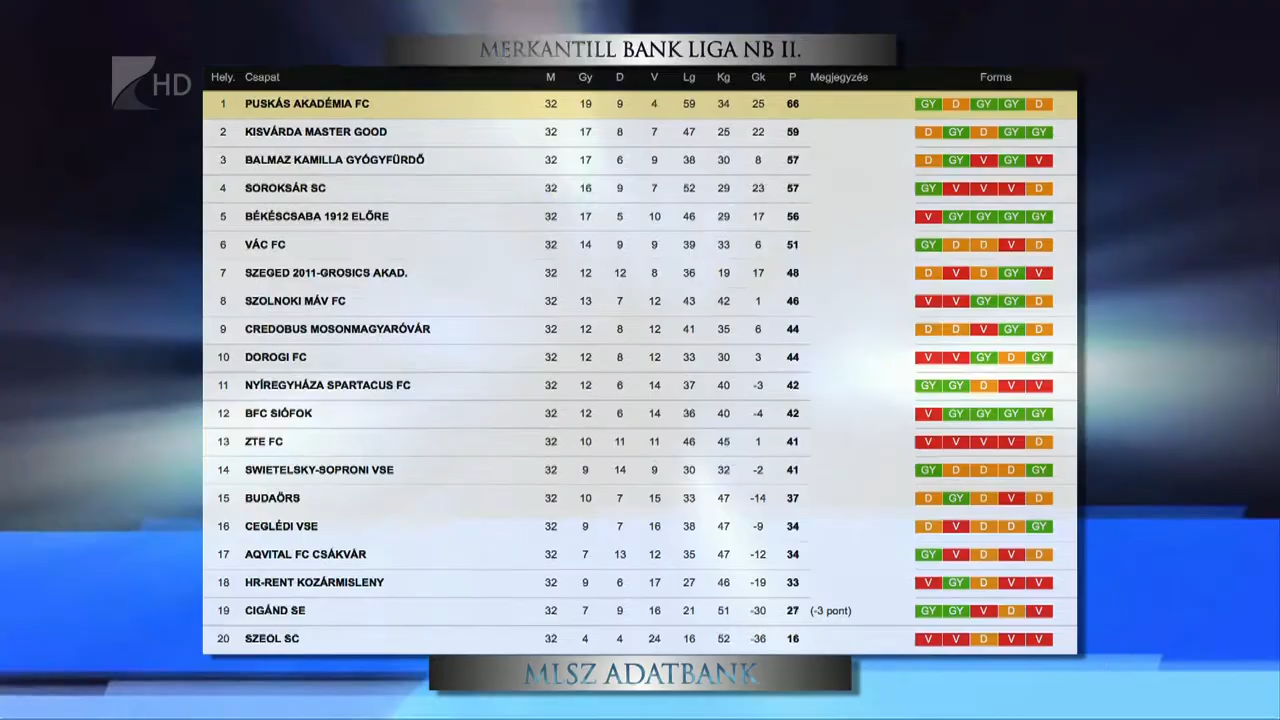 MERKANTILL BANK LIGA NB II.
HD
Hely. Csapat M Gy D V Lg Kg Gk P Megjegyzés Forma
1 PUSKÁS AKADÉMIA FC 32 19 9 4 59 34 25 66 GY D GY GY D
2 KISVÁRDA MASTER GOOD 32 17 8 7 47 25 22 59 D GY D GY GY
3 BALMAZ KAMILLA GYÓGYFÜRDŐ 32 17 6 9 38 30 8 57 D GY V GY V
4 SOROKSÁR SC 32 16 9 7 52 29 23 57 GY V V V D
5 BÉKÉSCSABA 1912 ELŐRE 32 17 5 10 46 29 17 56 V GY GY GY GY
6 VÁC FC 32 14 9 9 39 33 6 51 GY D D V D
7 SZEGED 2011-GROSICS AKAD. 32 12 12 8 36 19 17 48 D V D GY V
8 SZOLNOKI MÁV FC 32 13 7 12 43 42 1 46 V V GY GY D
9 CREDOBUS MOSONMAGYARÓVÁR 32 12 8 12 41 35 6 44 D D V GY D
10 DOROGI FC 32 12 8 12 33 30 3 44 V V GY D GY
11 NYÍREGYHÁZA SPARTACUS FC 32 12 6 14 37 40 -3 42 GY GY D V V
12 BFC SIÓFOK 32 12 6 14 36 40 -4 42 V GY GY GY GY
13 ZTE FC 32 10 11 11 46 45 1 41 V V V V D
14 SWIETELSKY-SOPRONI VSE 32 9 14 9 30 32 -2 41 GY D D D GY
15 BUDAÖRS 32 10 7 15 33 47 -14 37 D GY D V D
16 CEGLÉDI VSE 32 9 7 16 38 47 -9 34 D V D D GY
17 AQVITAL FC CSÁKVÁR 32 7 13 12 35 47 -12 34 GY V D V D
18 HR-RENT KOZÁRMISLENY 32 9 6 17 27 46 -19 33 V GY D V V
19 CIGÁND SE 32 7 9 16 21 51 -30 27 (-3 pont) GY GY V D V
20 SZEOL SC 32 4 4 24 16 52 -36 16 V V D V V
MLSZ ADATBANK